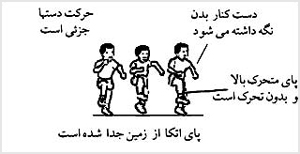 دست کنار بدن
نگه داشته می شود
حرکت دستها
جزئی است
پای متحرک بالا
و بدون تحرک است
پای اتکا از زمین جدا شده است